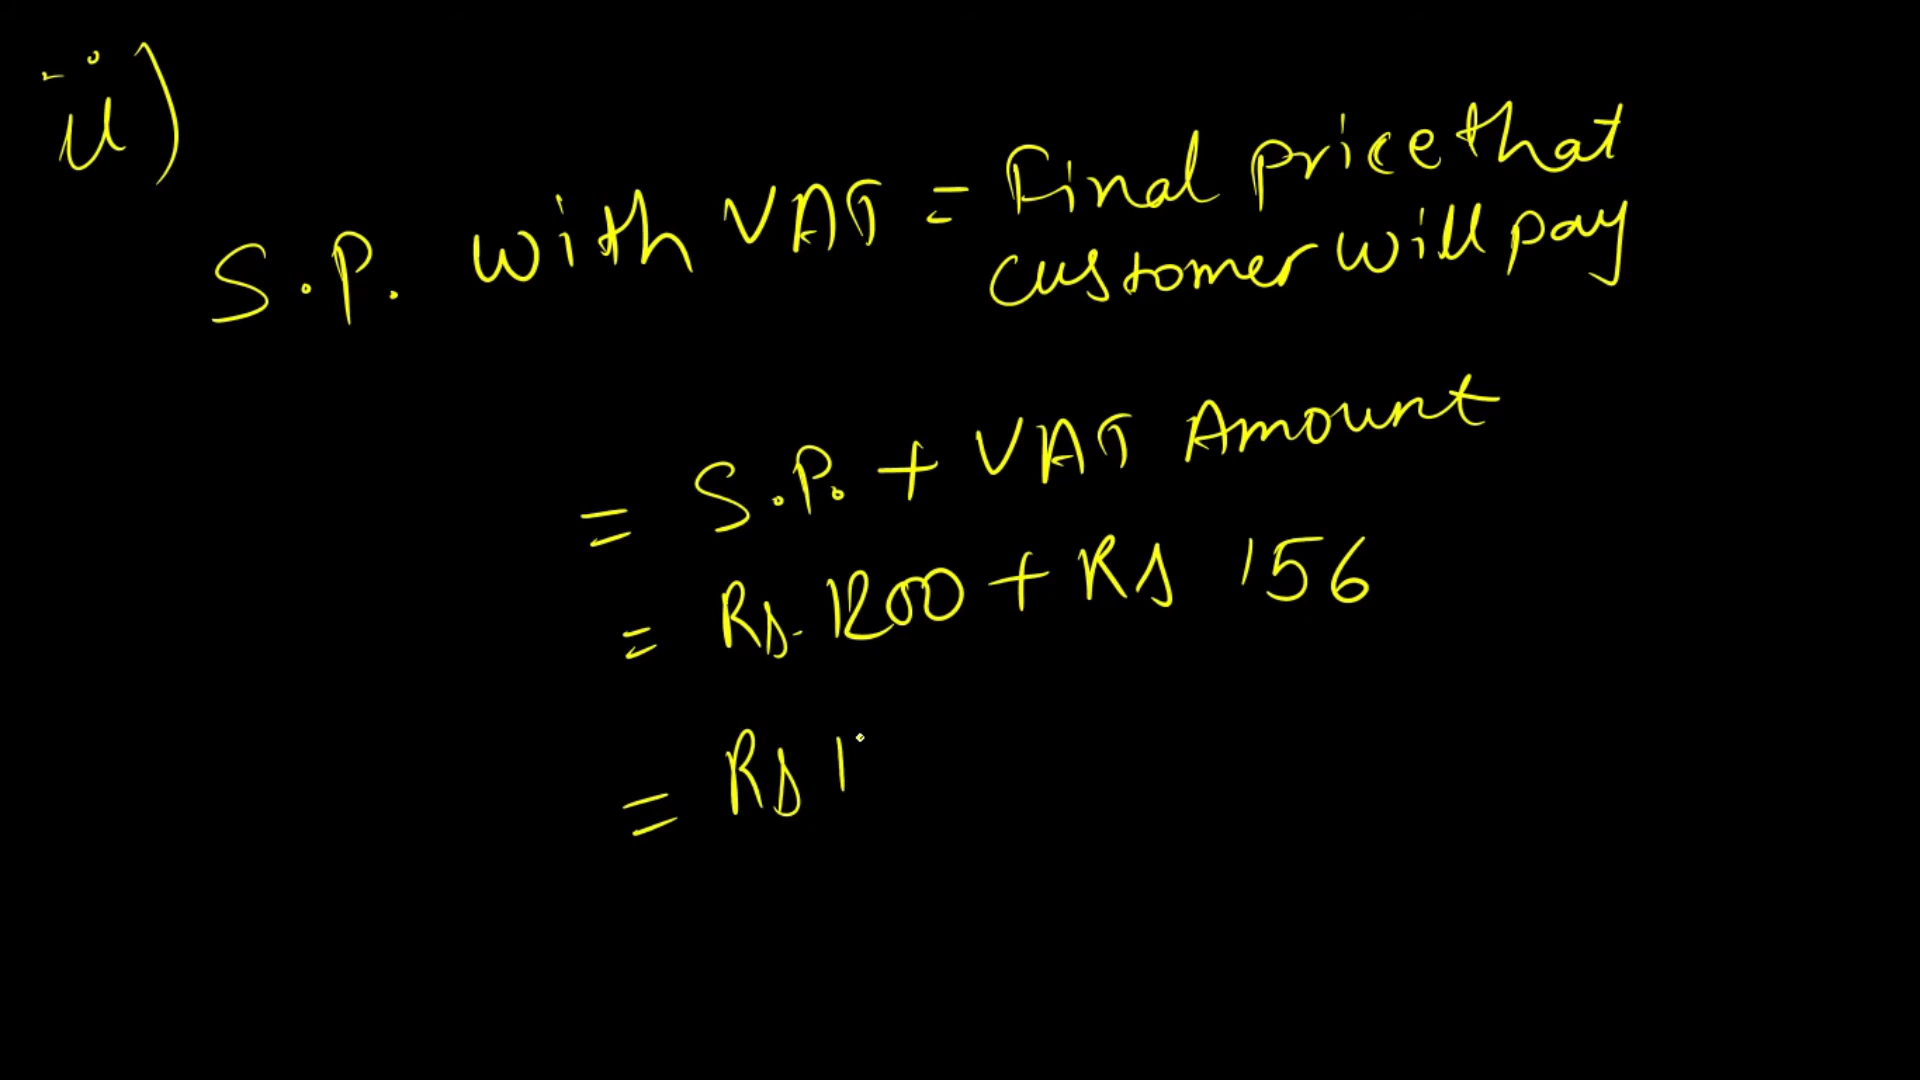 ii)
S.P. with VAT = Final price that
customer will pay
= S.P. + VAT Amount
= Rs. 1200 + Rs 156
= Rs 1